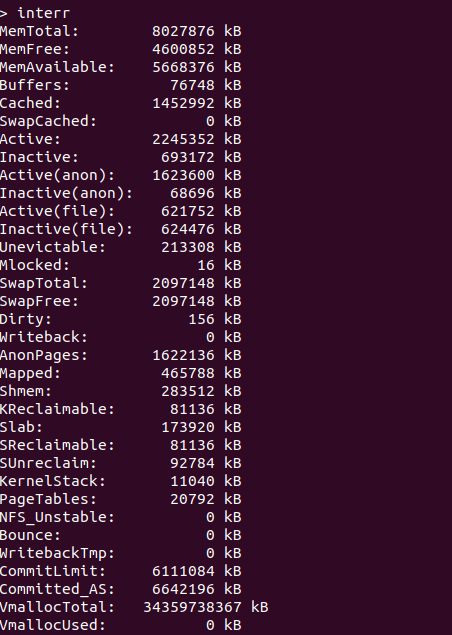 > interr
MemTotal:        8027876 kB
MemFree:         4600852 kB
MemAvailable:    5668376 kB
Buffers:           76748 kB
Cached:          1452992 kB
SwapCached:            0 kB
Active:          2245352 kB
Inactive:         693172 kB
Active(anon):    1623600 kB
Inactive(anon):    68696 kB
Active(file):     621752 kB
Inactive(file):   624476 kB
Unevictable:      213308 kB
Mlocked:              16 kB
SwapTotal:       2097148 kB
SwapFree:        2097148 kB
Dirty:               156 kB
Writeback:             0 kB
AnonPages:       1622136 kB
Mapped:           465788 kB
Shmem:            283512 kB
KReclaimable:      81136 kB
Slab:             173920 kB
SReclaimable:      81136 kB
SUnreclaim:        92784 kB
KernelStack:       11040 kB
PageTables:        20792 kB
NFS_Unstable:          0 kB
Bounce:                0 kB
WritebackTmp:          0 kB
CommitLimit:     6111084 kB
Committed_AS:    6642196 kB
VmallocTotal:   34359738367 kB
VmallocUsed:           0 kB